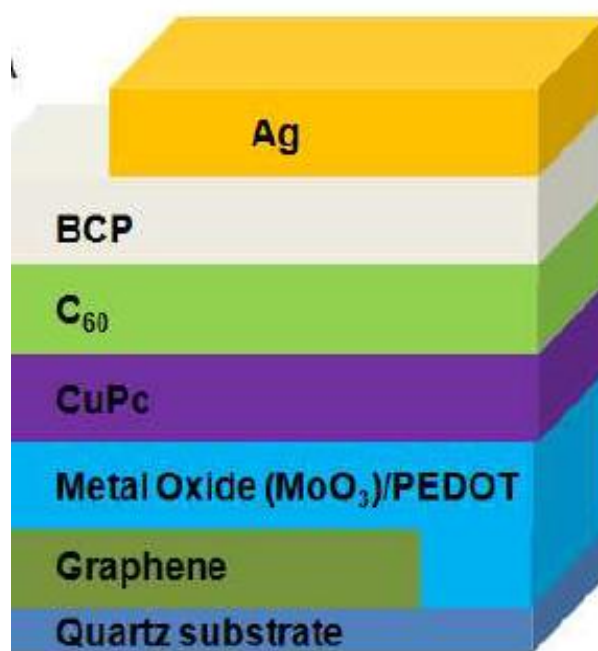 Ag
BCP
C₆₀
CuPc
Metal Oxide (MoO₃)/PEDOT
Graphene
Quartz substrate